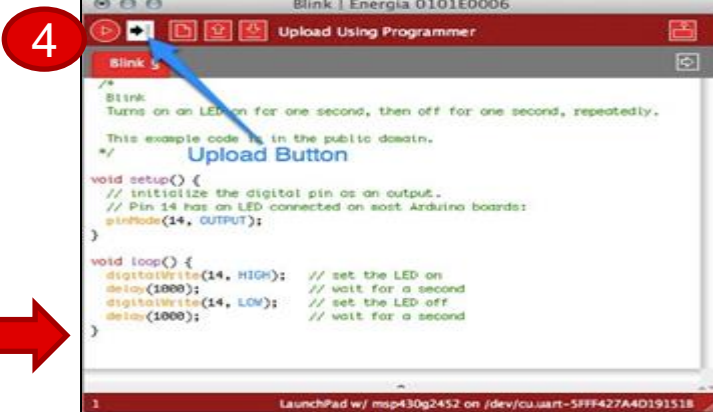 4
Blink | Energia 0101E0006
Upload Using Programmer
Blink §
/*
Blink
Turns on an LED on for one second, then off for one second, repeatedly.
This example code is in the public domain.
*/
Upload Button
void setup() {
// initialize the digital pin as an output.
// Pin 14 has an LED connected on most Arduino boards:
pinMode(14, OUTPUT);
}
void loop() {
digitalWrite(14, HIGH); // set the LED on
delay(1000); // wait for a second
digitalWrite(14, LOW); // set the LED off
delay(1000); // wait for a second
}
1
LaunchPad w/ msp430g2452 on /dev/cu.uart-5FFF427A4D191518